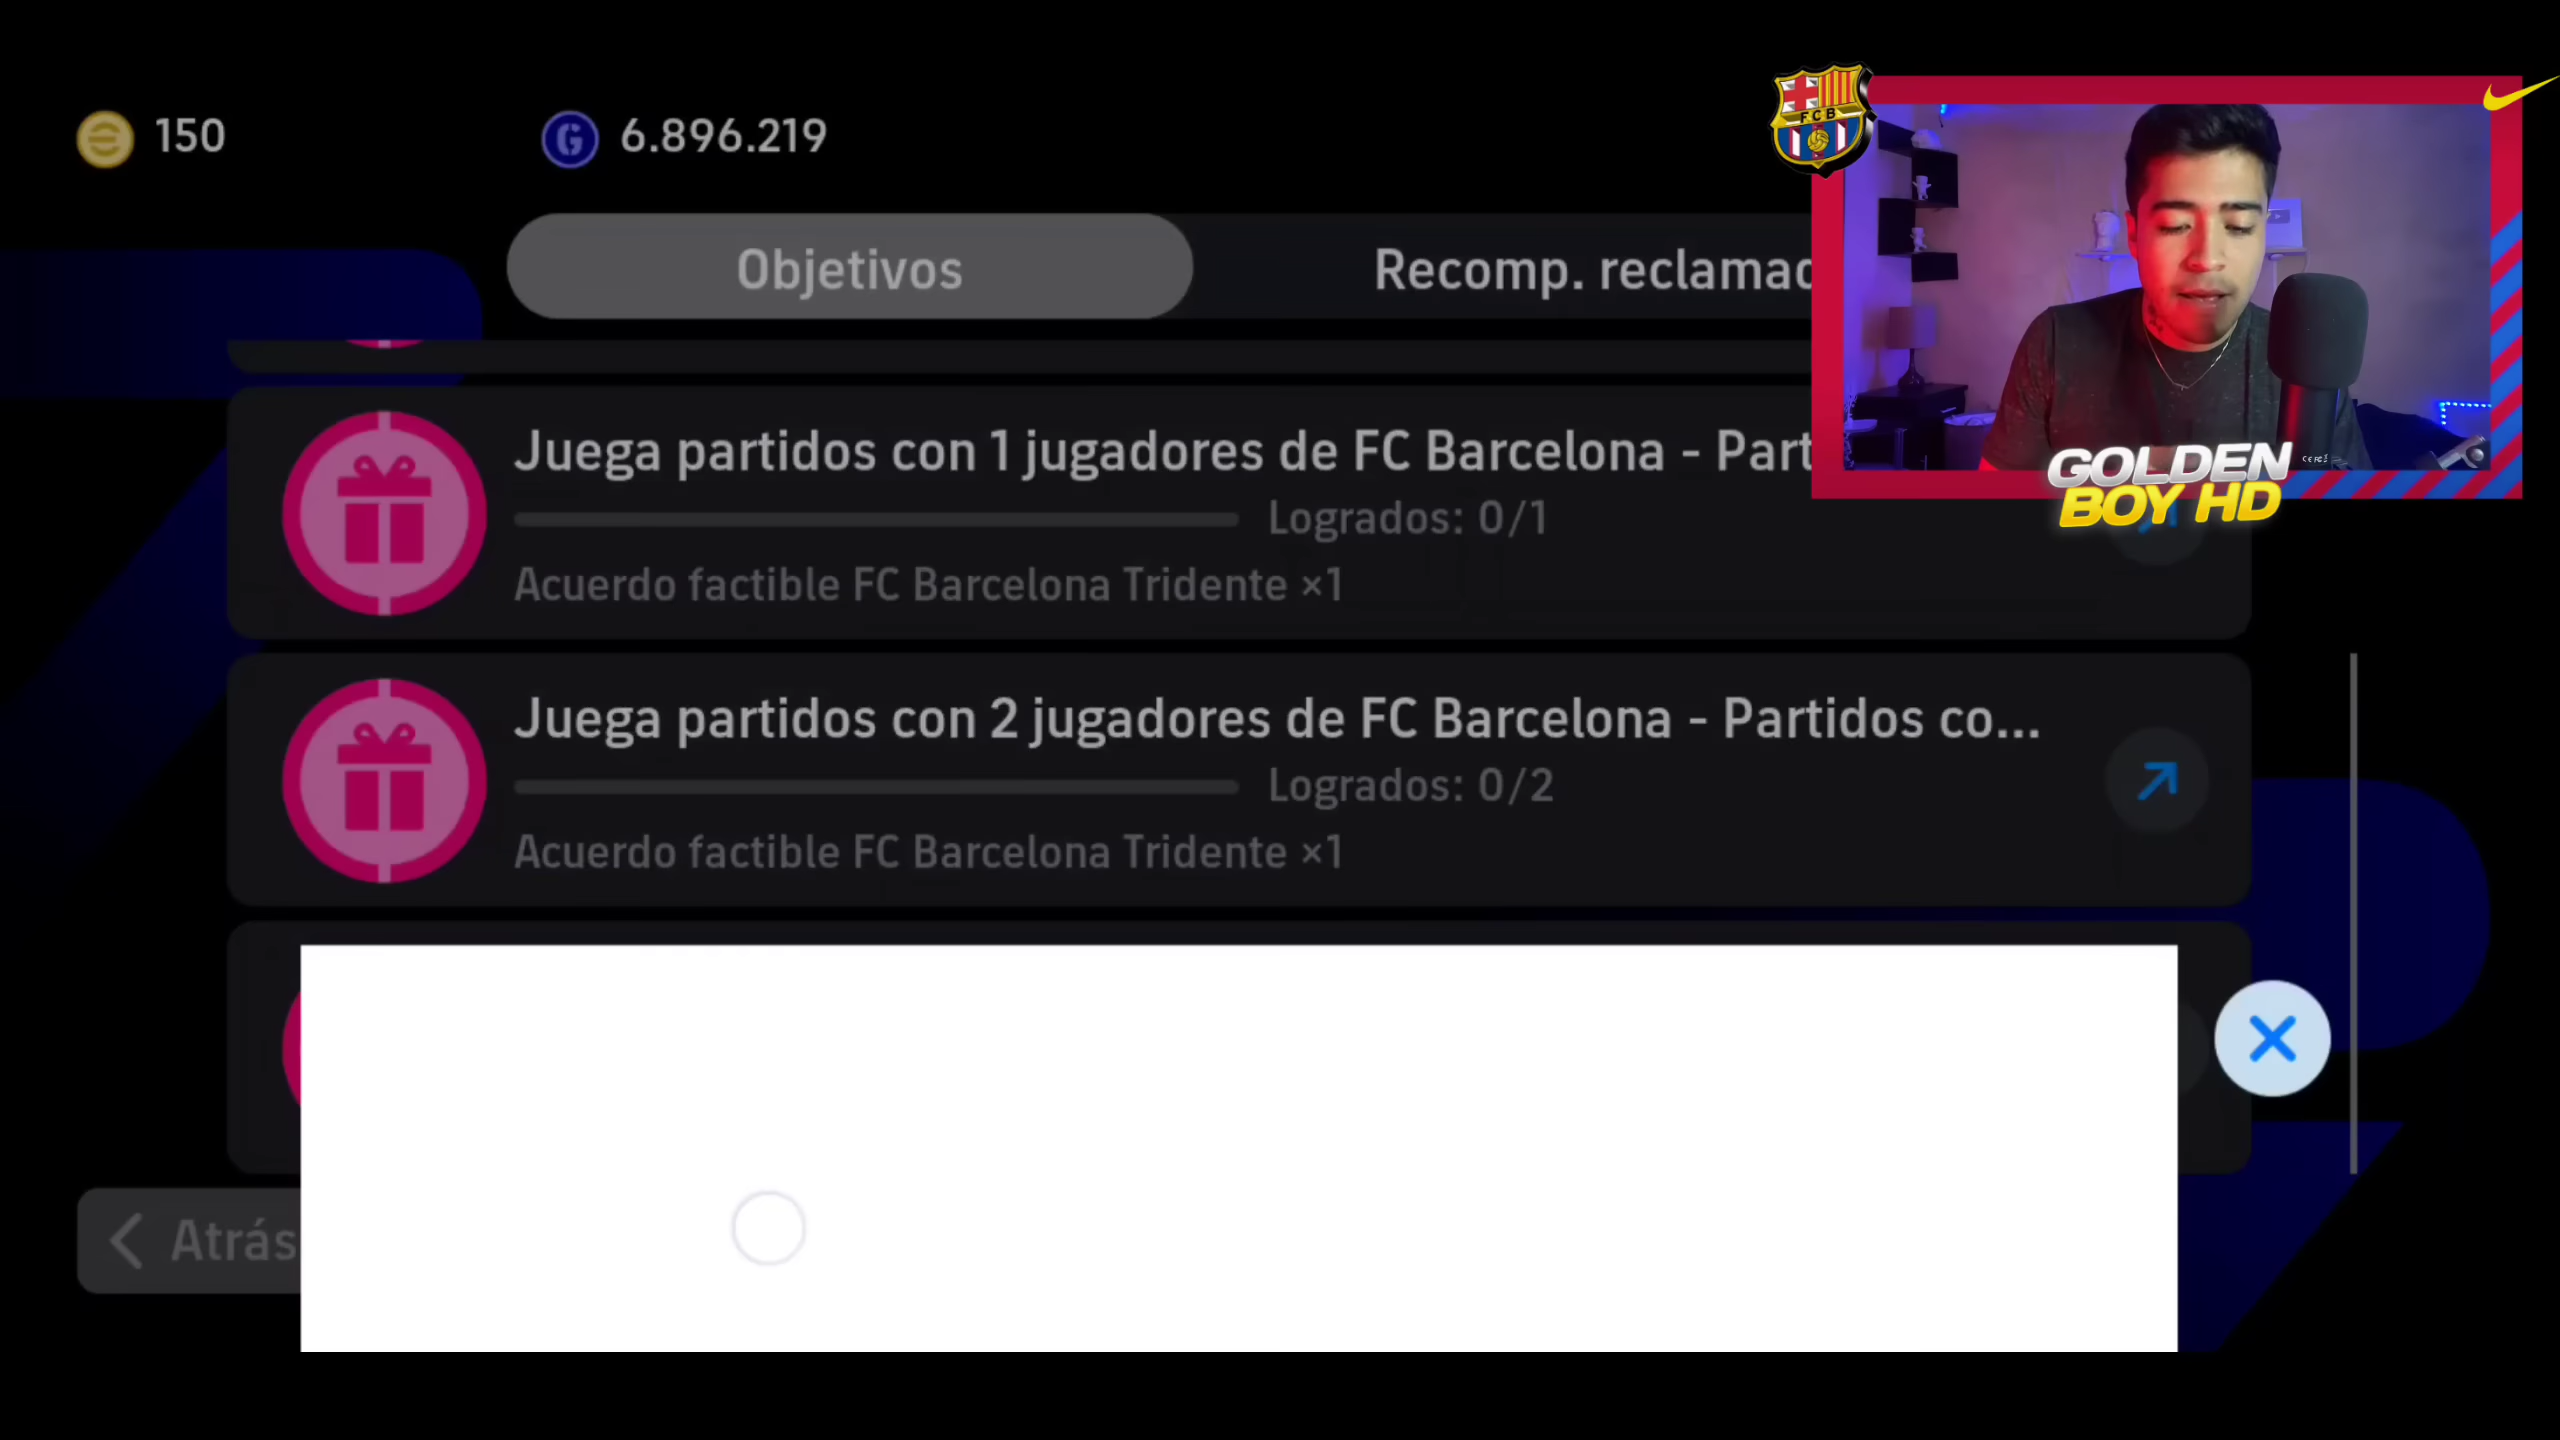 150
6.896.219
Objetivos
Recomp. reclamad
FCB
Juega partidos con 1 jugadores de FC Barcelona - Part
Logrados: 0/1
Acuerdo factible FC Barcelona Tridente ×1
GOLDEN
BOY HD
Juega partidos con 2 jugadores de FC Barcelona - Partidos co...
Logrados: 0/2
Acuerdo factible FC Barcelona Tridente ×1
Atrás